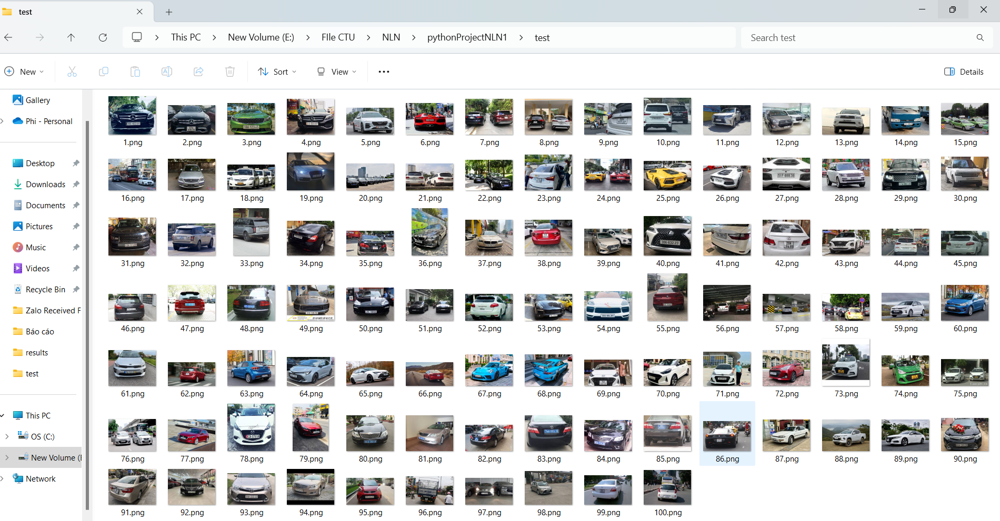 test
This PC
New Volume (E:)
FIle CTU
NLN
pythonProjectNLN1
test
Search test
New
Sort
View
Details
Gallery
Phi - Personal
Desktop
Downloads
Documents
Pictures
Music
Videos
Recycle Bin
Zalo Received F
Báo cáo
results
test
This PC
OS (C:)
New Volume (E
Network
1.png 2.png 3.png 4.png 5.png 6.png 7.png 8.png 9.png 10.png 11.png 12.png 13.png 14.png 15.png
16.png 17.png 18.png 19.png 20.png 21.png 22.png 23.png 24.png 25.png 26.png 27.png 28.png 29.png 30.png
31.png 32.png 33.png 34.png 35.png 36.png 37.png 38.png 39.png 40.png 41.png 42.png 43.png 44.png 45.png
46.png 47.png 48.png 49.png 50.png 51.png 52.png 53.png 54.png 55.png 56.png 57.png 58.png 59.png 60.png
61.png 62.png 63.png 64.png 65.png 66.png 67.png 68.png 69.png 70.png 71.png 72.png 73.png 74.png 75.png
76.png 77.png 78.png 79.png 80.png 81.png 82.png 83.png 84.png 85.png 86.png 87.png 88.png 89.png 90.png
91.png 92.png 93.png 94.png 95.png 96.png 97.png 98.png 99.png 100.png